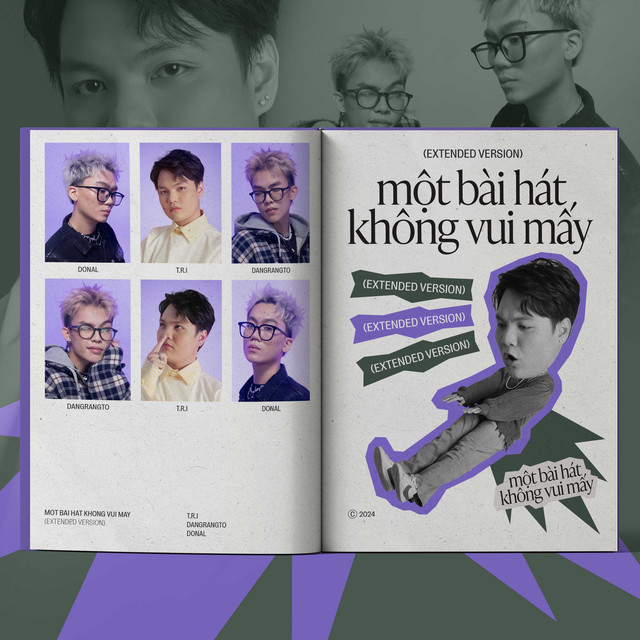 DONAL
T.R.I
DANGRANGTO
DANGRANGTO
T.R.I
DONAL
MOT BAI HAT KHONG VUI MAY
(EXTENDED VERSION)
T.R.I
DANGRANGTO
DONAL
(EXTENDED VERSION)
một bài hát
không vui mấy
(EXTENDED VERSION)
(EXTENDED VERSION)
(EXTENDED VERSION)
một bài hát
không vui mấy
© 2024